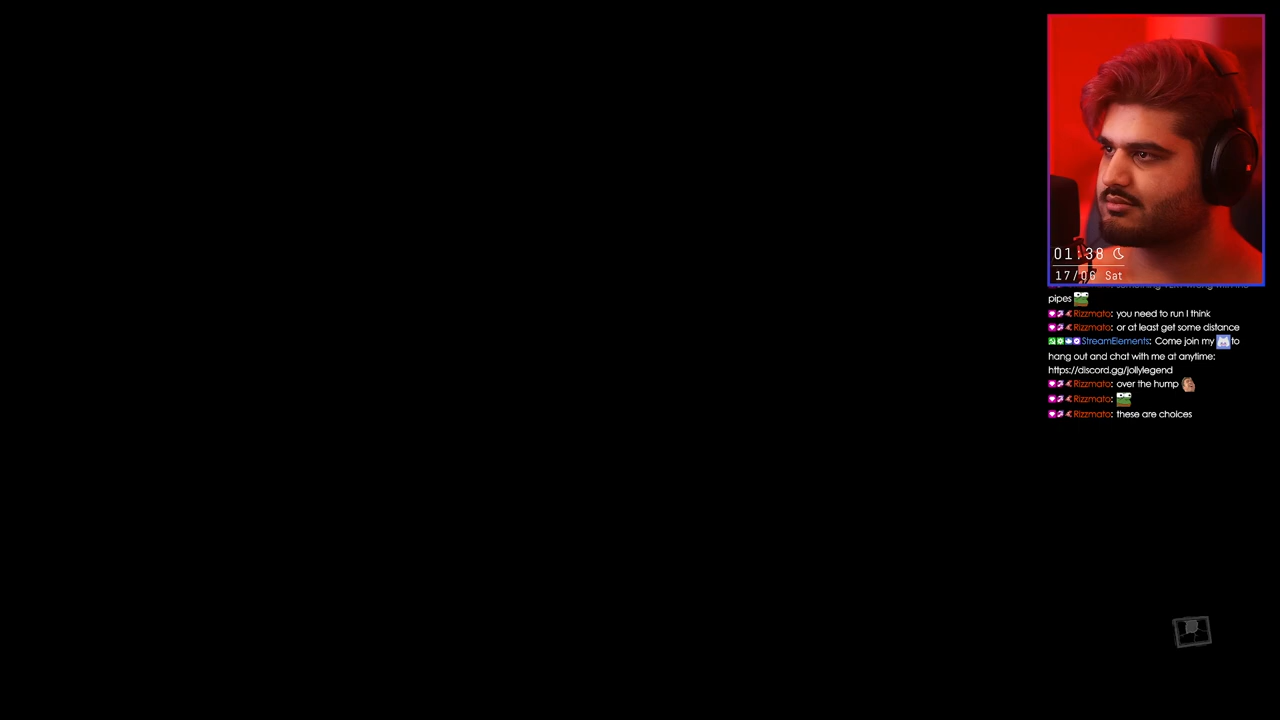 01:38
17/06 Sat
pipes
Rizzmato: you need to run I think
Rizzmato: or at least get some distance
StreamElements: Come join my to
hang out and chat with me at anytime:
https://discord.gg/jollylegend
Rizzmato: over the hump
Rizzmato:
Rizzmato: these are choices